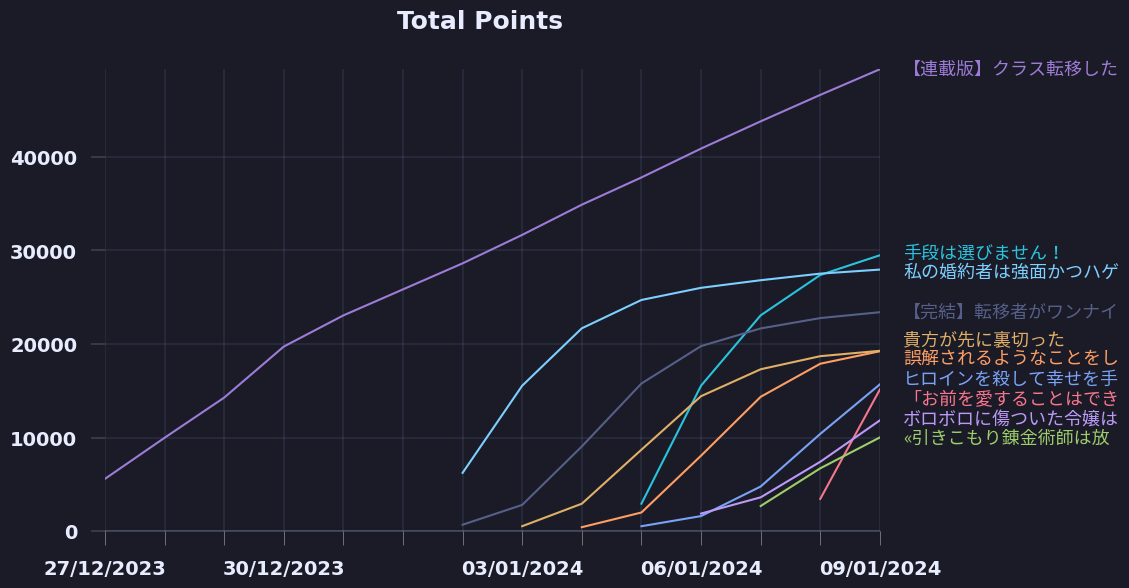 Total Points
【連載版】クラス転移した
40000
30000
手段は選びません！
私の婚約者は強面かつハゲ
【完結】転移者がワンナイ
20000
貴方が先に裏切った
誤解されるようなことをし
ヒロインを殺して幸せを手
「お前を愛することはでき
ボロボロに傷ついた令嬢は
10000
«引きこもり錬金術師は放
0
27/12/2023
30/12/2023
03/01/2024
06/01/2024
09/01/2024